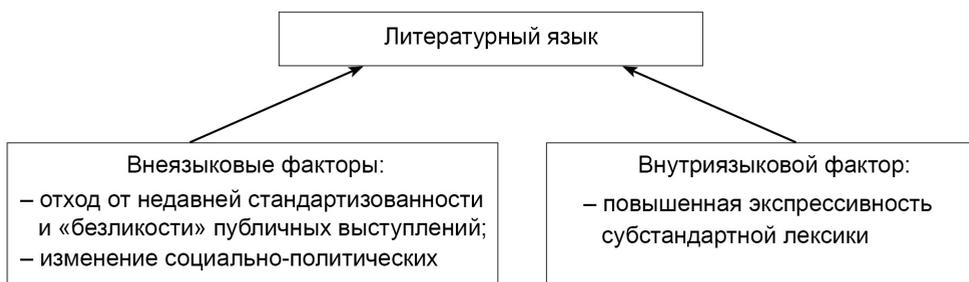 Литературный язык
Внеязыковые факторы:
– отход от недавней стандартизованности
и «безликости» публичных выступлений;
– изменение социально-политических
Внутриязыковой фактор:
– повышенная экспрессивность
субстандартной лексики